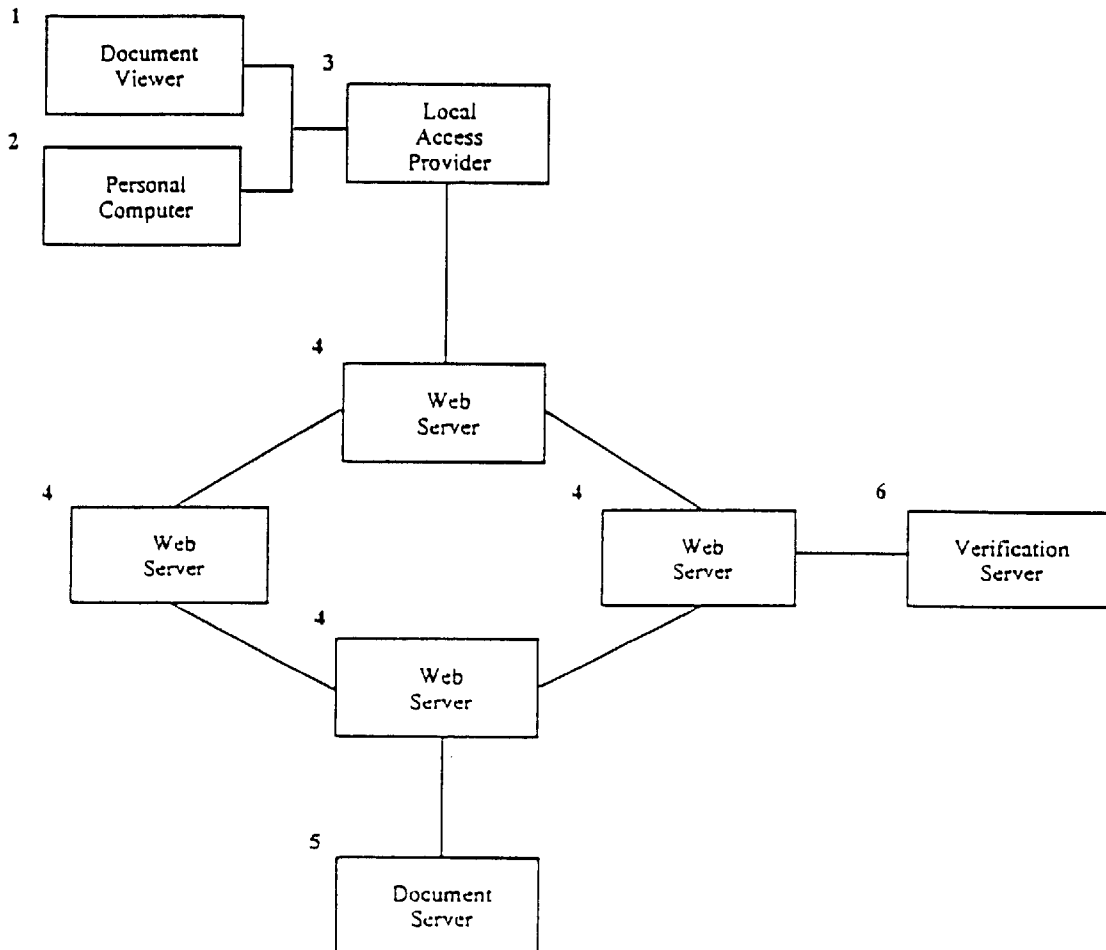 1
Document
Viewer
2
Personal
Computer
3
Local
Access
Provider
4
Web
Server
4
Web
Server
4
Web
Server
6
Verification
Server
4
Web
Server
5
Document
Server